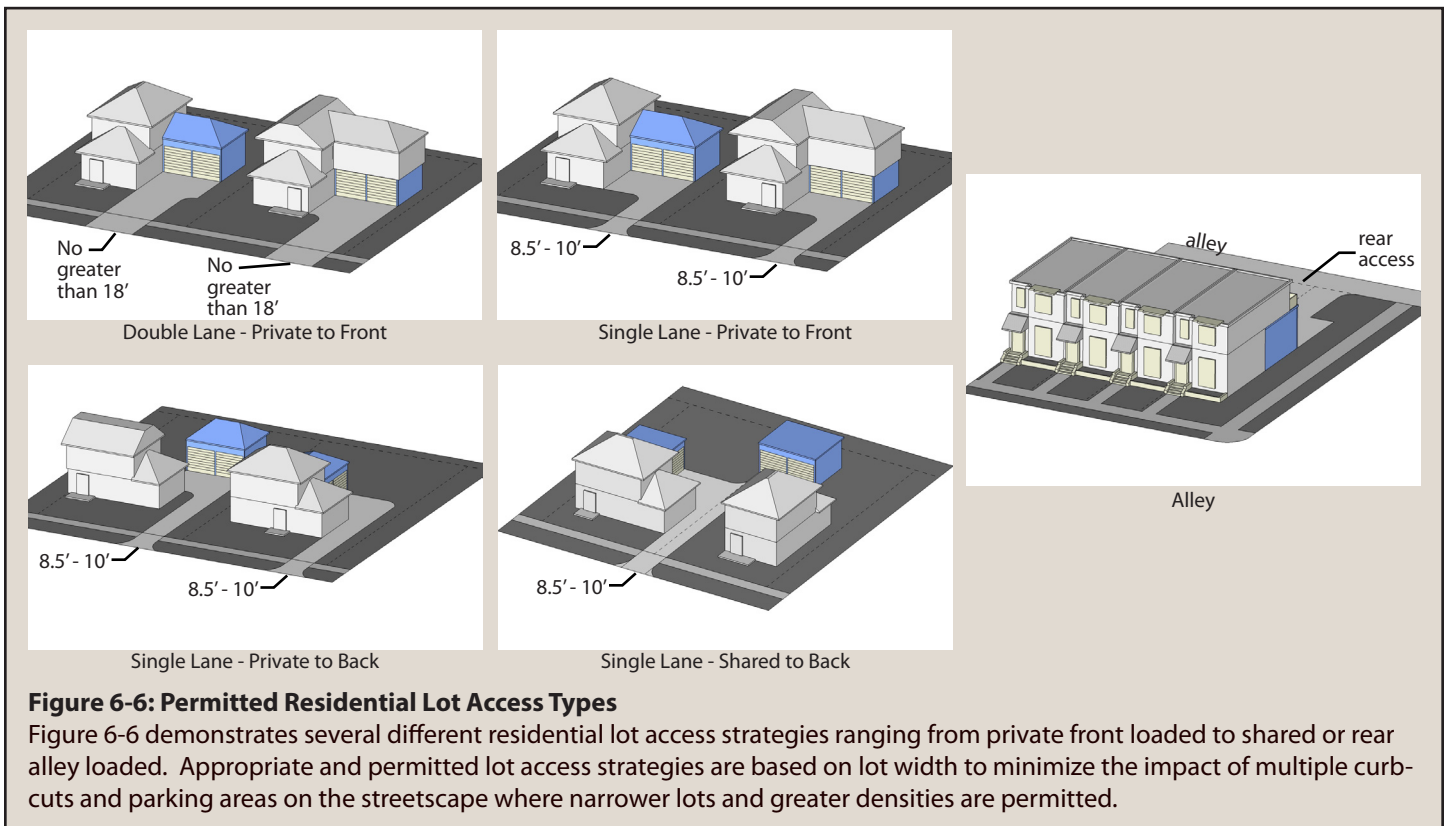 No
greater
than 18’
No
greater
than 18’
Double Lane - Private to Front
8.5’ - 10’
8.5’ - 10’
Single Lane - Private to Front
alley
rear
access
Alley
8.5’ - 10’
8.5’ - 10’
Single Lane - Private to Back
8.5’ - 10’
Single Lane - Shared to Back
Figure 6-6: Permitted Residential Lot Access Types
Figure 6-6 demonstrates several different residential lot access strategies ranging from private front loaded to shared or rear
alley loaded.  Appropriate and permitted lot access strategies are based on lot width to minimize the impact of multiple curb-
cuts and parking areas on the streetscape where narrower lots and greater densities are permitted.